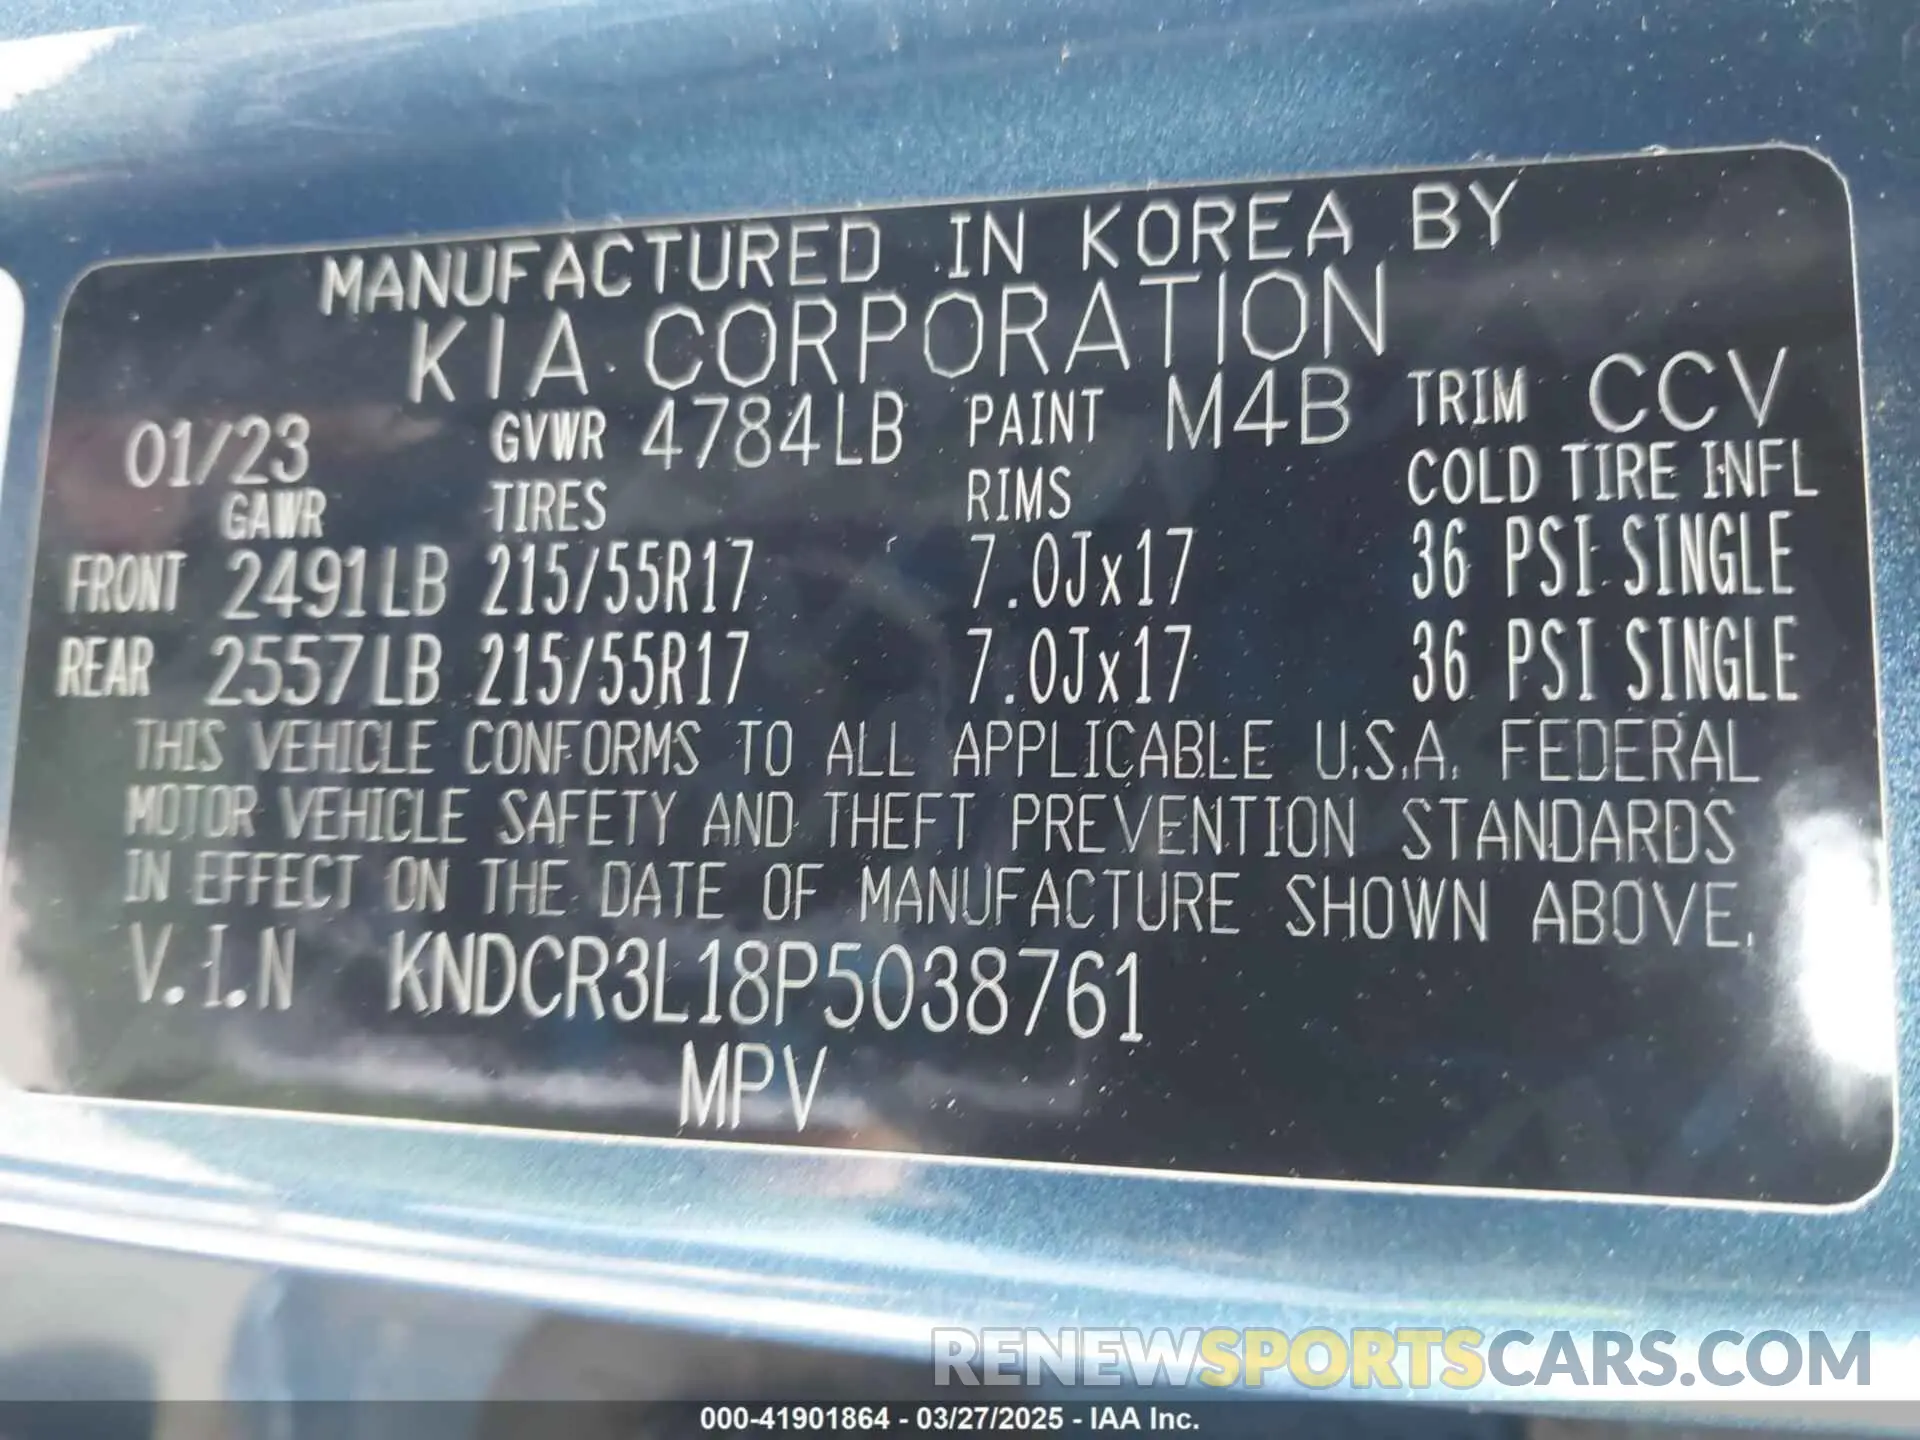 MANUFACTURED IN KOREA BY
KIA CORPORATION
01/23 GVWR 4784LB PAINT M4B TRIM CCV
GAWR TIRES RIMS COLD TIRE INFL
FRONT 2491LB 215/55R17 7.0Jx17 36 PSI SINGLE
REAR 2557LB 215/55R17 7.0Jx17 36 PSI SINGLE
THIS VEHICLE CONFORMS TO ALL APPLICABLE U.S.A. FEDERAL
MOTOR VEHICLE SAFETY AND THEFT PREVENTION STANDARDS
IN EFFECT ON THE DATE OF MANUFACTURE SHOWN ABOVE.
V.I.N KNDCR3L18P5038761
MPV
RENEWSPORTSCARS.COM
000-41901864 - 03/27/2025 - IAA Inc.